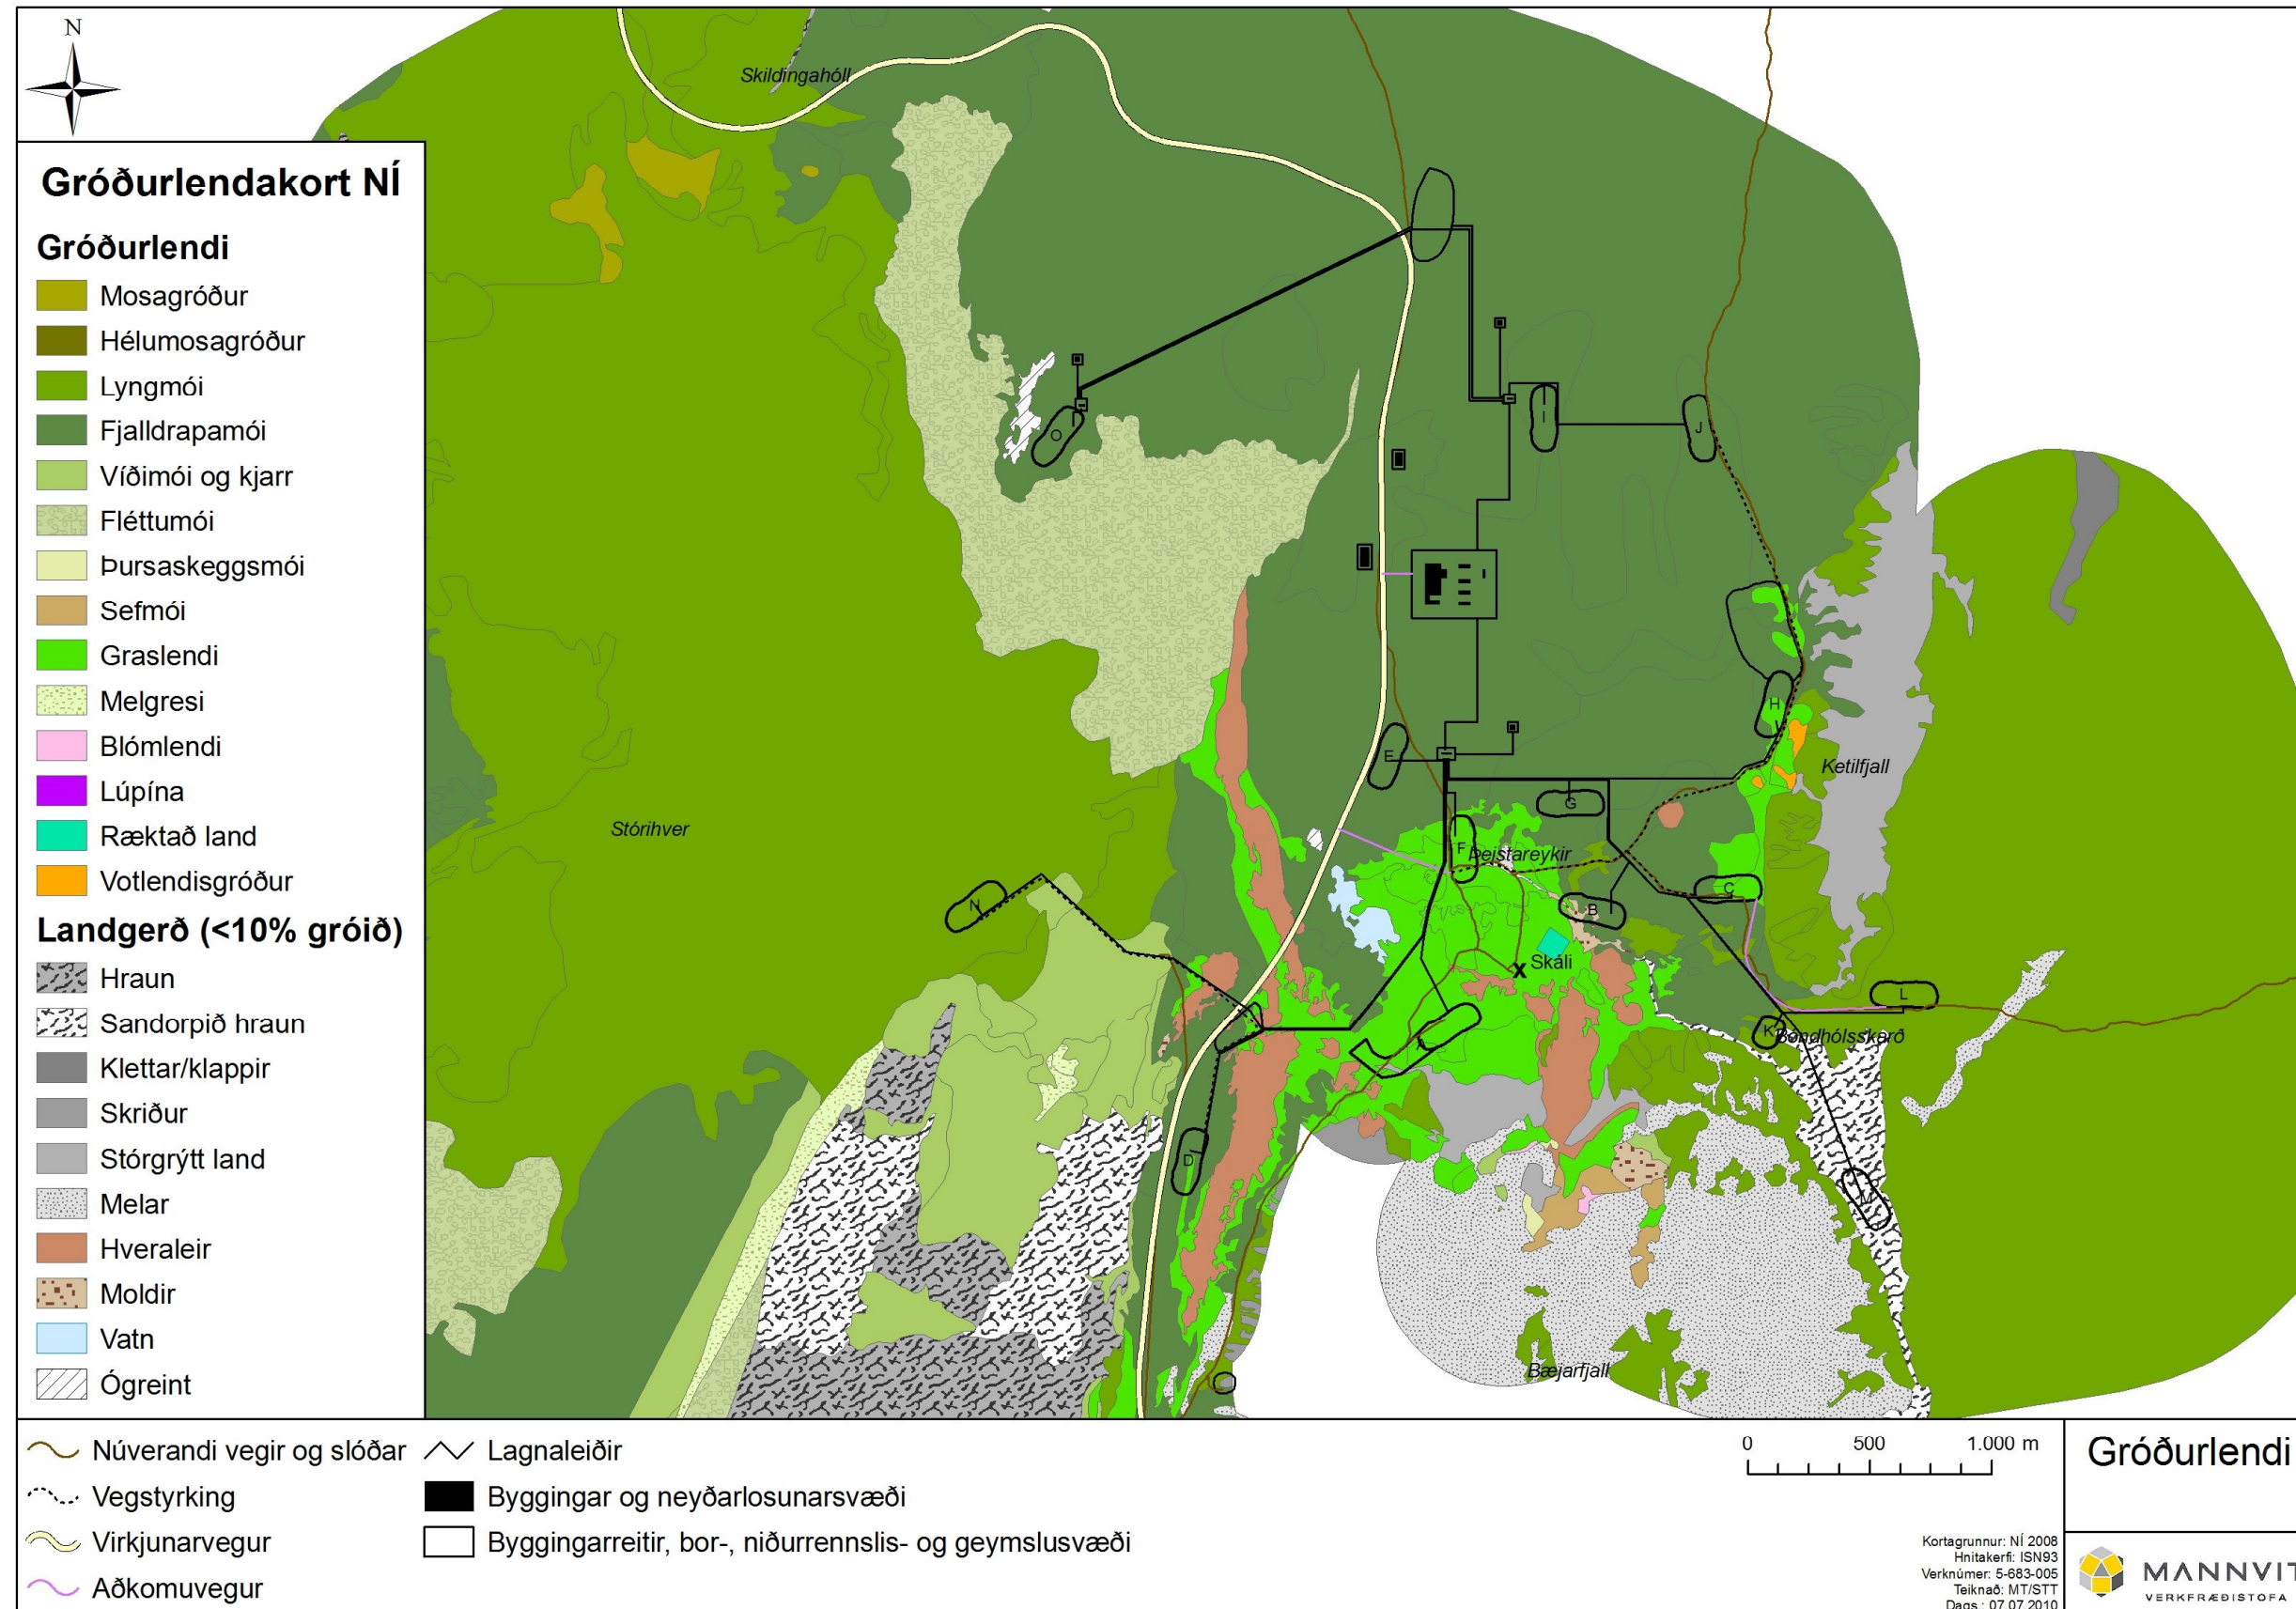 N
Gróðurlendakort NÍ
Gróðurlendi
Mosagróður
Hélumosagróður
Lyngmói
Fjalldrapamói
Víðimói og kjarr
Fléttumói
Þursaskeggsmói
Sefmói
Graslendi
Melgresi
Blómlendi
Lúpína
Ræktað land
Votlendisgróður
Landgerð (<10% gróið)
Hraun
Sandorpið hraun
Klettar/klappir
Skriður
Stórgrýtt land
Melar
Hveraleir
Moldir
Vatn
Ógreint
Skildingahóll
O
I
J
H
Ketilfjall
E
G
Stórihver
F
Þeistareykir
C
N
B
X Skáli
L
A
K
Bóndhólsskarð
D
M
Bæjarfjall
Núverandi vegir og slóðar
Vegstyrking
Virkjunarvegur
Aðkomuvegur
Lagnaleiðir
Byggingar og neyðarlosunarsvæði
Byggingarreitir, bor-, niðurrennslis- og geymslusvæði
0 500 1.000 m
Kortagrunnur: NÍ 2008
Hnitakerfi: ISN93
Verknúmer: 5-683-005
Teiknað: MT/STT
Dags.: 07.07.2010
Gróðurlendi
MANNVIT
VERKFRÆÐISTOFA